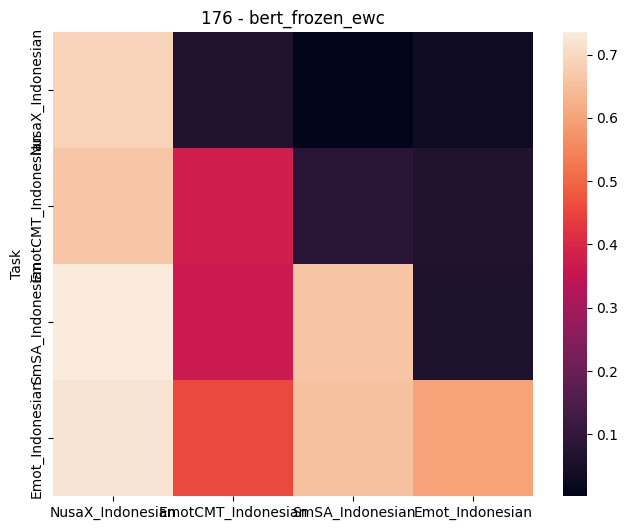 176 - bert_frozen_ewc
Task
NusaX_Indonesian
EmotCMT_Indonesian
SmSA_Indonesian
Emot_Indonesian
NusaX_Indonesian
EmotCMT_Indonesian
SmSA_Indonesian
Emot_Indonesian
0.7
0.6
0.5
0.4
0.3
0.2
0.1